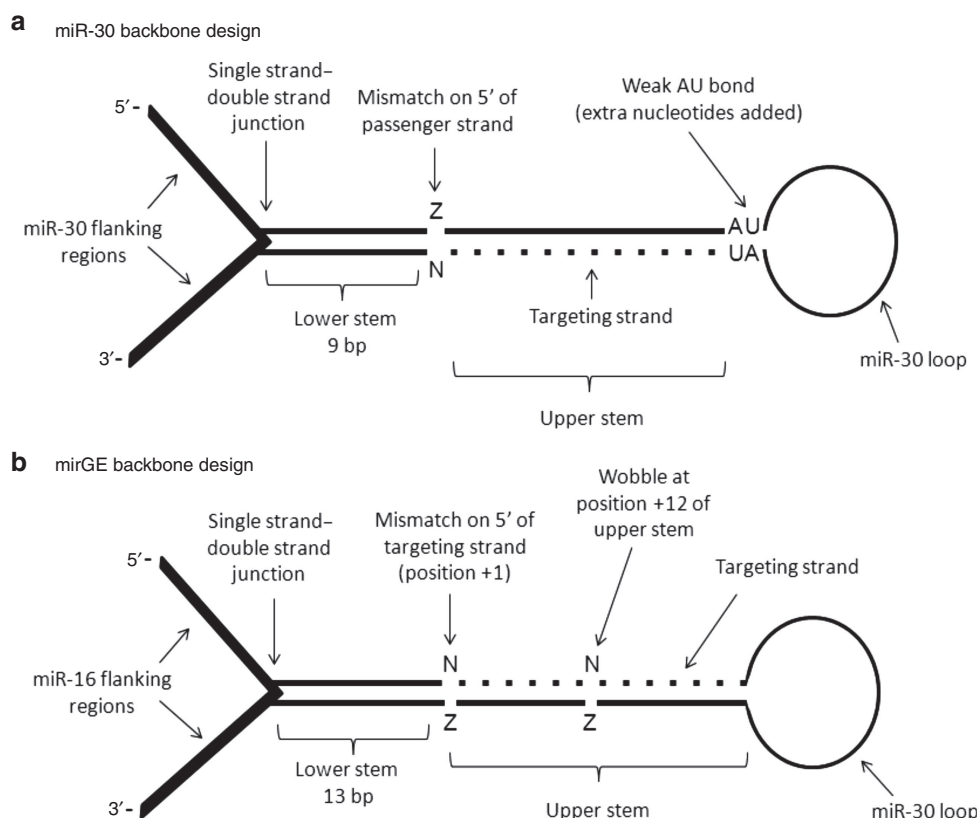 a
miR-30 backbone design
Single strand–
double strand
junction
Mismatch on 5' of
passenger strand
Weak AU bond
(extra nucleotides added)
5′-
miR-30 flanking
regions
3′-
Z
N
AU
UA
Lower stem
9 bp
Targeting strand
Upper stem
miR-30 loop
b
mirGE backbone design
Single strand–
double strand
junction
Mismatch on 5' of
targeting strand
(position +1)
Wobble at
position +12 of
upper stem
Targeting strand
5′-
miR-16 flanking
regions
3′-
N
N
Z
Z
Lower stem
13 bp
Upper stem
miR-30 loop